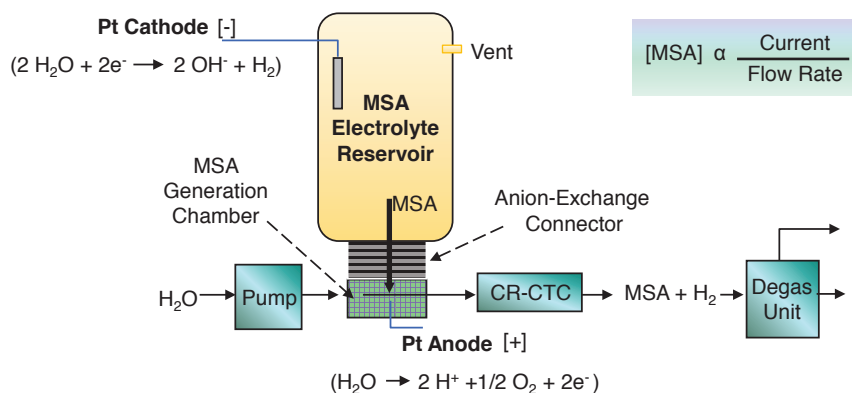 Pt Cathode [-]
(2 H₂O + 2e⁻ → 2 OH⁻ + H₂)
Vent
[MSA] α Current
Flow Rate
MSA
Electrolyte
Reservoir
MSA
Generation
Chamber
MSA
Anion-Exchange
Connector
H₂O
Pump
CR-CTC
MSA + H₂
Degas
Unit
Pt Anode [+]
(H₂O → 2 H⁺ +1/2 O₂ + 2e⁻)